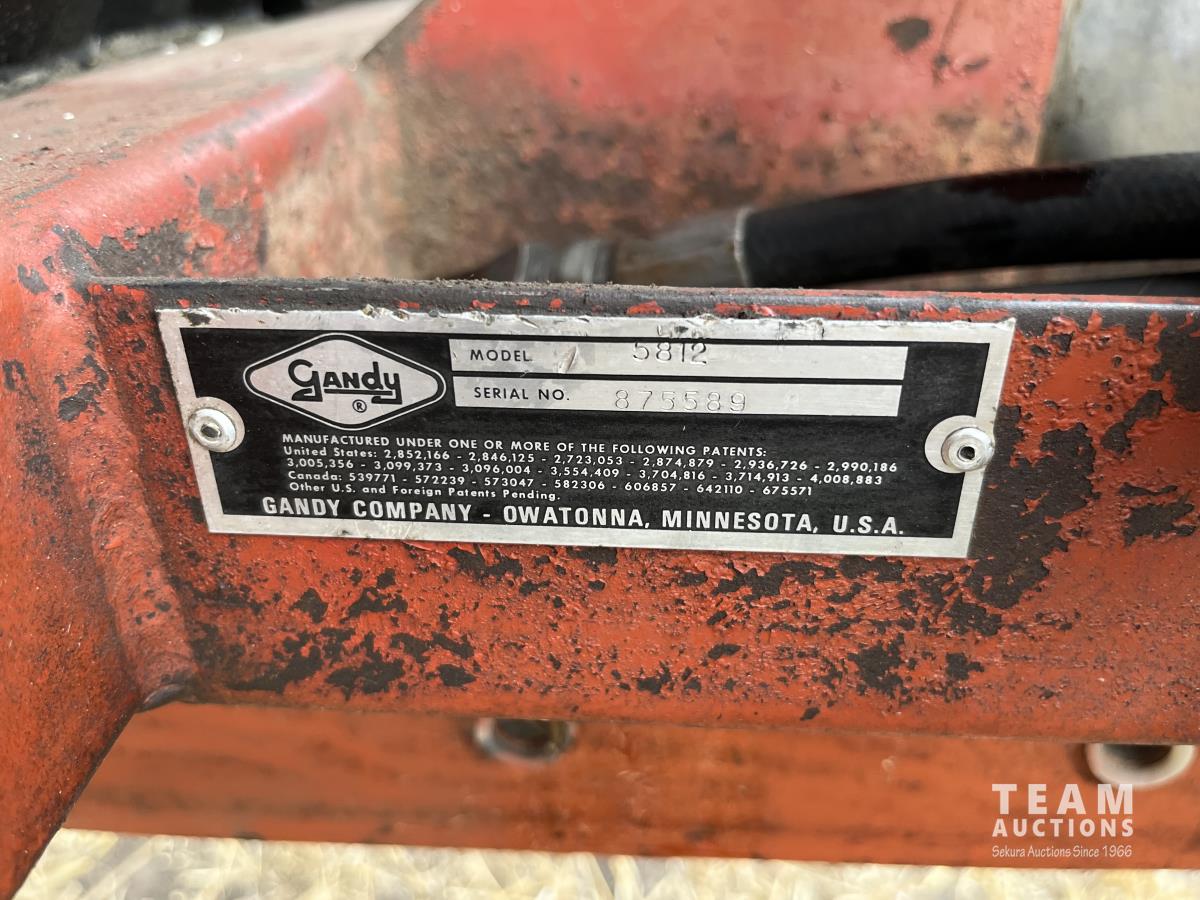 Gandy
®
MODEL 5812
SERIAL NO. 875589
MANUFACTURED UNDER ONE OR MORE OF THE FOLLOWING PATENTS:
United States: 2,852,166 - 2,846,125 - 2,723,053 - 2,874,879 - 2,936,726 - 2,990,186
3,005,356 - 3,099,373 - 3,096,004 - 3,554,409 - 3,704,816 - 3,714,913 - 4,008,883
Canada: 539771 - 572239 - 573047 - 582306 - 606857 - 642110 - 675571
Other U.S. and Foreign Patents Pending.
GANDY COMPANY - OWATONNA, MINNESOTA, U.S.A.
TEAM
AUCTIONS
Sekura Auctions Since 1966